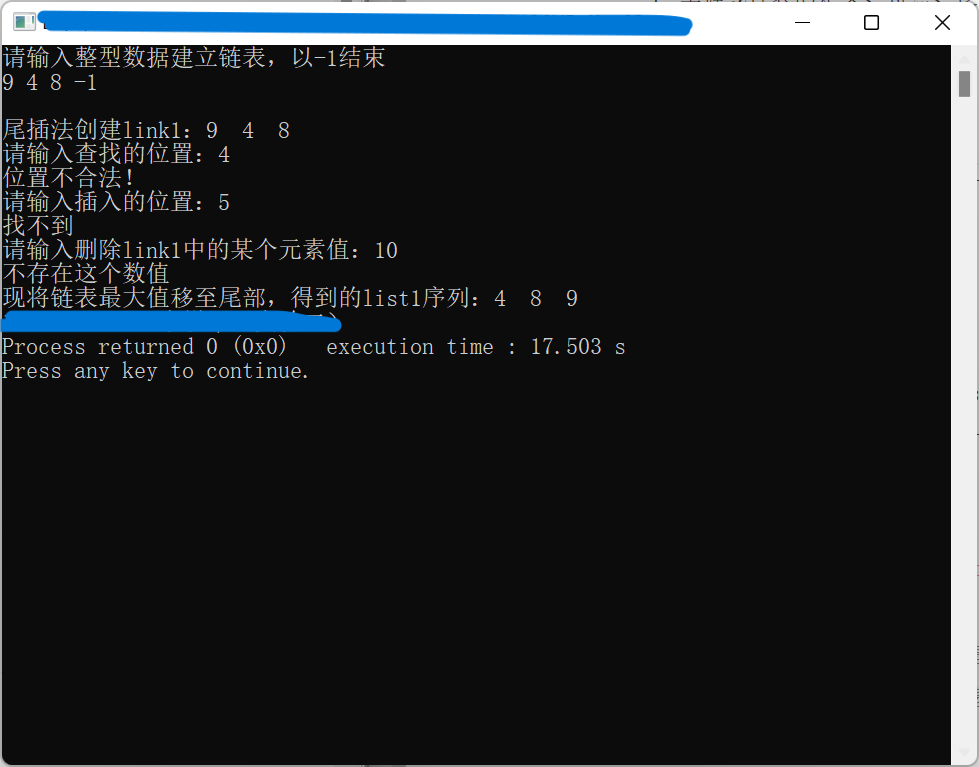 请输入整型数据建立链表，以-1结束
9 4 8 -1
尾插法创建link1：9  4  8
请输入查找的位置：4
位置不合法！
请输入插入的位置：5
找不到
请输入删除link1中的某个元素值：10
不存在这个数值
现将链表最大值移至尾部，得到的list1序列：4  8  9
Process returned 0 (0x0)   execution time : 17.503 s
Press any key to continue.